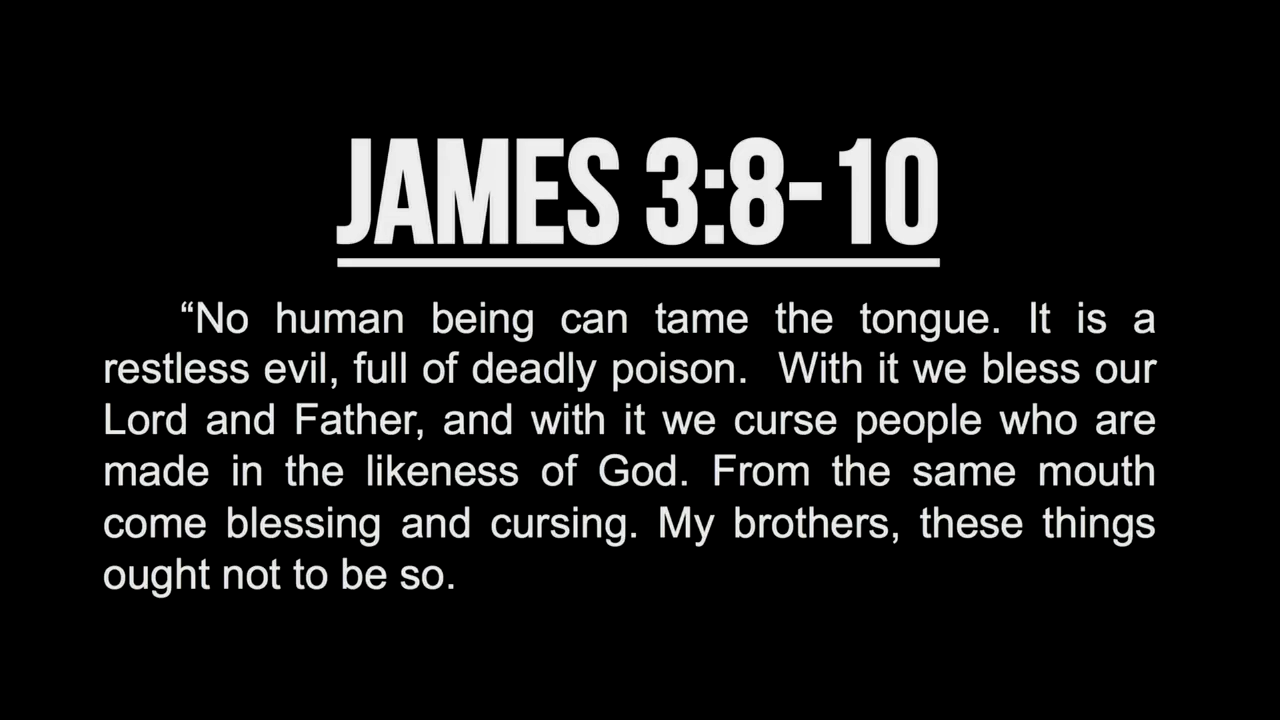 JAMES 3:8- 10
“No human being can tame the tongue. It is a
restless evil, full of deadly poison.  With it we bless our
Lord and Father, and with it we curse people who are
made in the likeness of God. From the same mouth
come blessing and cursing. My brothers, these things
ought not to be so.